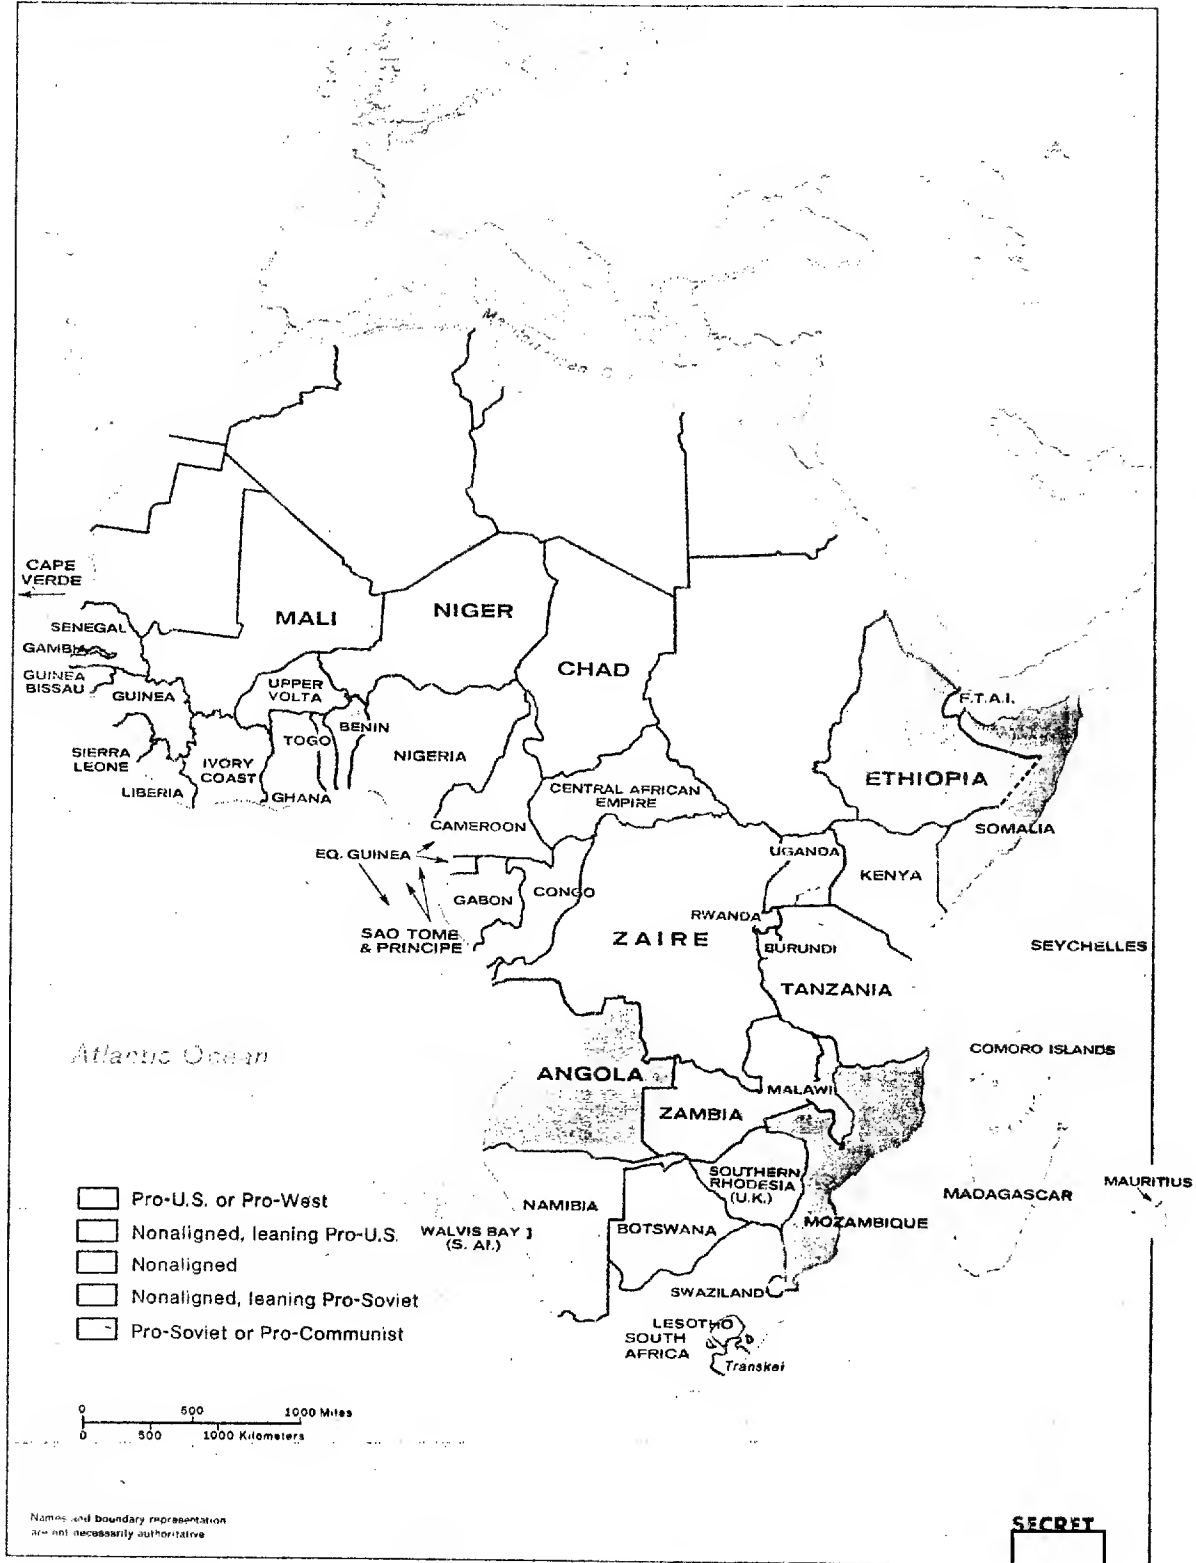 CAPE
VERDE
MALI
NIGER
CHAD
SENEGAL
GAMBIA
GUINEA
BISSAU
GUINEA
UPPER
VOLTA
BENIN
TOGO
NIGERIA
SIERRA
LEONE
IVORY
COAST
LIBERIA
GHANA
F.T.A.I.
ETHIOPIA
SOMALIA
CENTRAL AFRICAN
EMPIRE
CAMEROON
EQ. GUINEA
UGANDA
KENYA
GABON
CONGO
RWANDA
SAO TOME
& PRINCIPE
ZAIRE
BURUNDI
SEYCHELLES
TANZANIA
Atlantic Ocean
COMORO ISLANDS
ANGOLA
MALAWI
ZAMBIA
SOUTHERN
RHODESIA
(U.K.)
MAURITIUS
MADAGASCAR
NAMIBIA
MOZAMBIQUE
WALVIS BAY
(S. Af.)
BOTSWANA
SWAZILAND
LESOTHO
SOUTH
AFRICA
Transkei
Pro-U.S. or Pro-West
Nonaligned, leaning Pro-U.S.
Nonaligned
Nonaligned, leaning Pro-Soviet
Pro-Soviet or Pro-Communist
0 500 1000 Miles
0 500 1000 Kilometers
Names and boundary representation
are not necessarily authoritative
SECRET